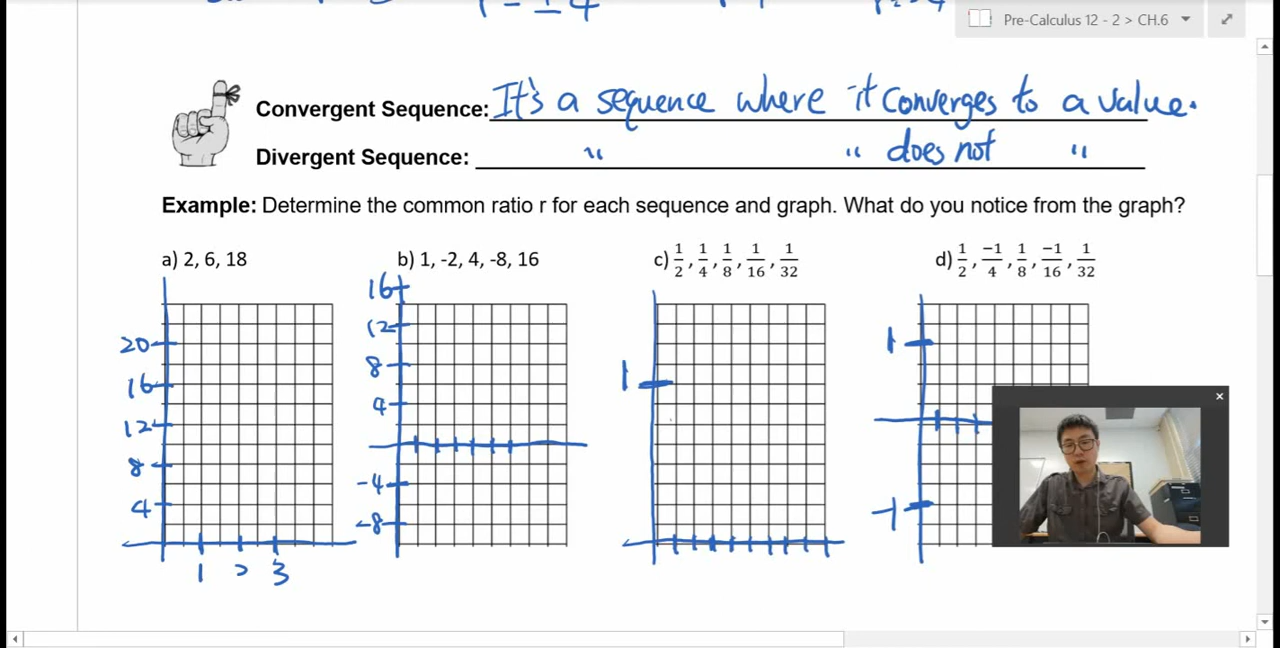 Pre-Calculus 12 - 2 > CH.6
Convergent Sequence: It's a sequence where it converges to a value.
Divergent Sequence: " " does not "
Example: Determine the common ratio r for each sequence and graph. What do you notice from the graph?
a) 2, 6, 18
b) 1, -2, 4, -8, 16
c) 1/2, 1/4, 1/8, 1/16, 1/32
d) 1/2, -1/4, 1/8, -1/16, 1/32
20
16
12
8
4
1 2 3
16
12
8
4
-4
-8
1
1
-1